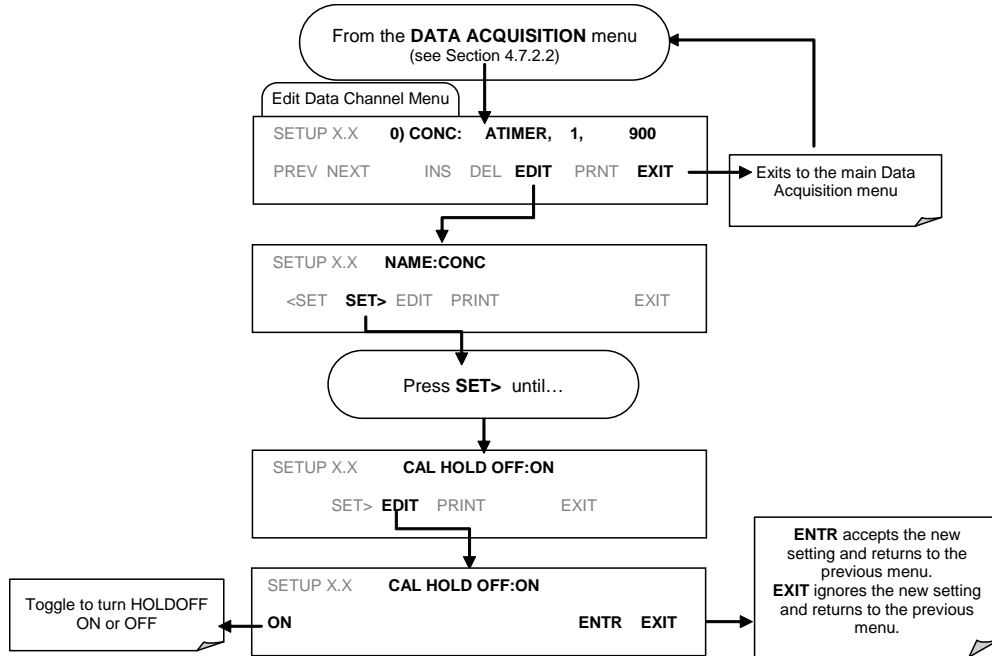 From the DATA ACQUISITION menu
(see Section 4.7.2.2)
Edit Data Channel Menu
SETUP X.X 0) CONC: ATIMER, 1, 900
PREV NEXT INS DEL EDIT PRNT EXIT
Exits to the main Data
Acquisition menu
SETUP X.X NAME:CONC
<SET SET> EDIT PRINT EXIT
Press SET> until…
SETUP X.X CAL HOLD OFF:ON
SET> EDIT PRINT EXIT
SETUP X.X CAL HOLD OFF:ON
ON ENTR EXIT
Toggle to turn HOLDOFF
ON or OFF
ENTR accepts the new
setting and returns to the
previous menu.
EXIT ignores the new setting
and returns to the previous
menu.